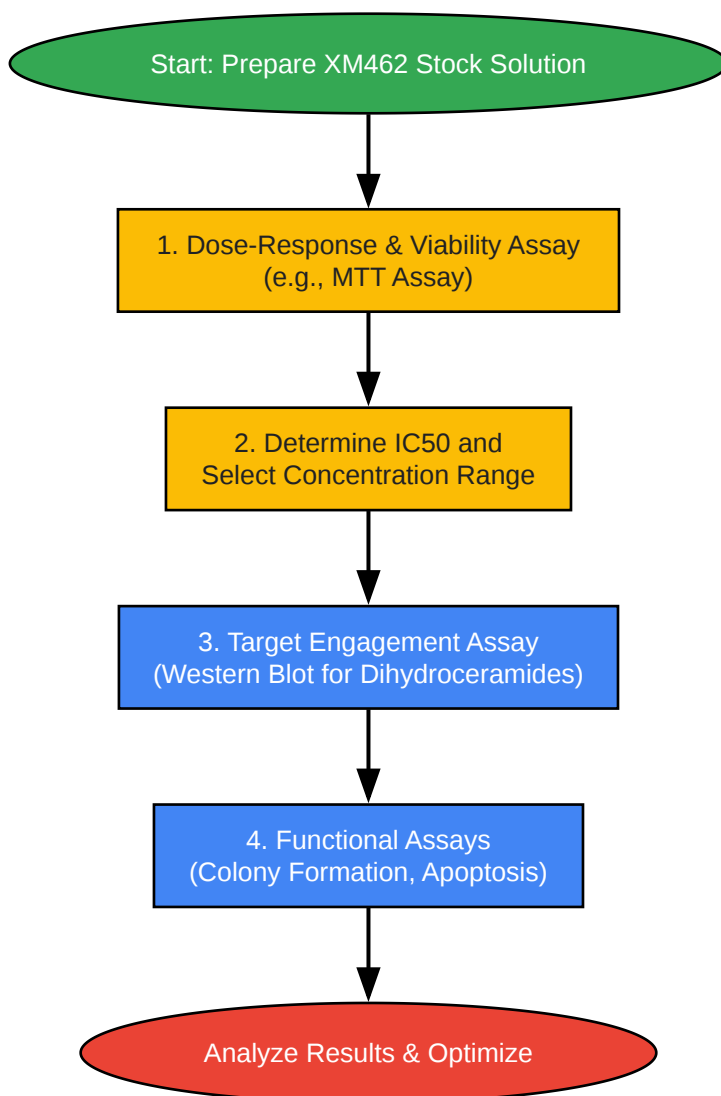 Start: Prepare XM462 Stock Solution
1. Dose-Response & Viability Assay
(e.g., MTT Assay)
2. Determine IC50 and
Select Concentration Range
3. Target Engagement Assay
(Western Blot for Dihydroceramides)
4. Functional Assays
(Colony Formation, Apoptosis)
Analyze Results & Optimize